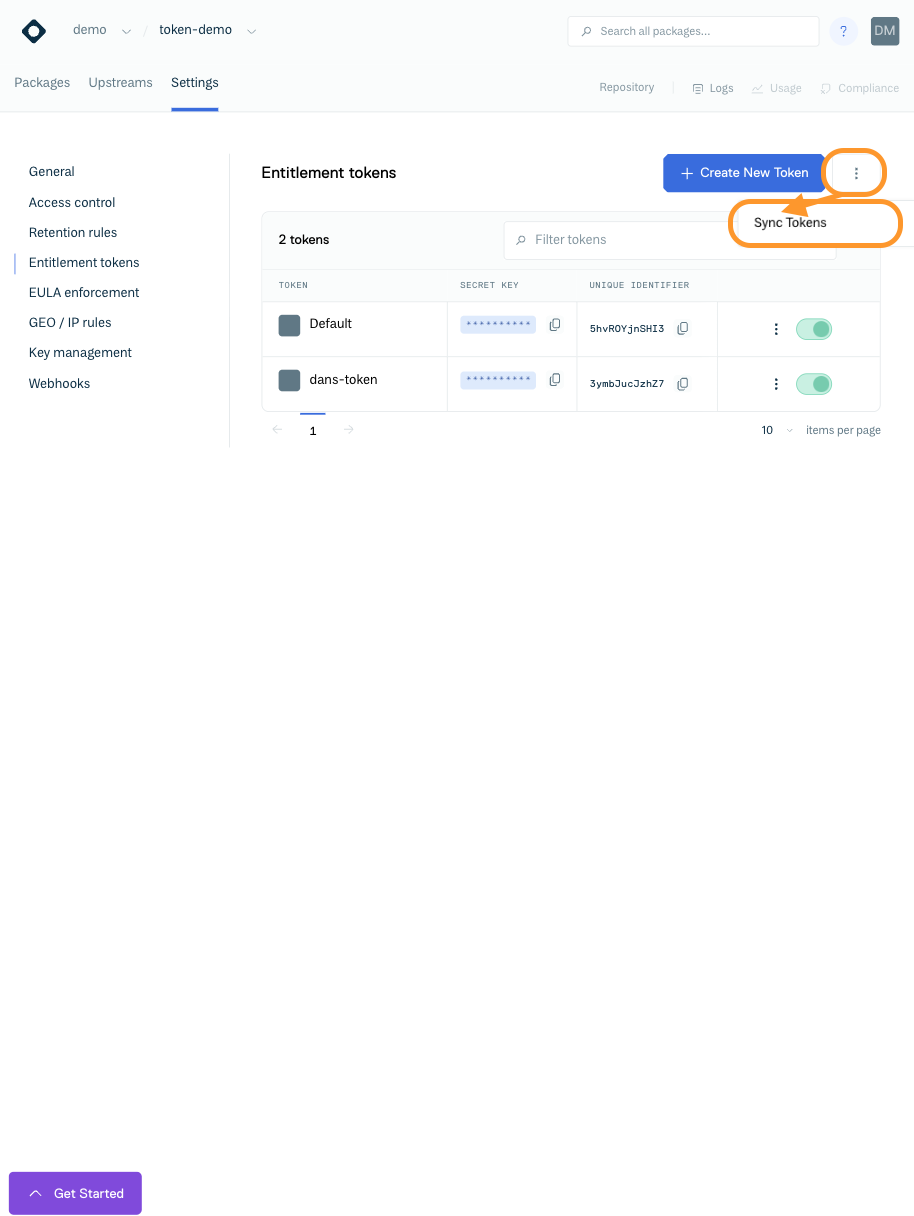 demo / token-demo
Search all packages...
?
DM
Packages Upstreams Settings
Repository Logs Usage Compliance
General
Access control
Retention rules
Entitlement tokens
EULA enforcement
GEO / IP rules
Key management
Webhooks
Entitlement tokens
+ Create New Token
Sync Tokens
2 tokens
Filter tokens
TOKEN SECRET KEY UNIQUE IDENTIFIER
Default ********** 5hvROYjnSHI3
dans-token ********** 3ymbJucJzhZ7
1
10 items per page
Get Started